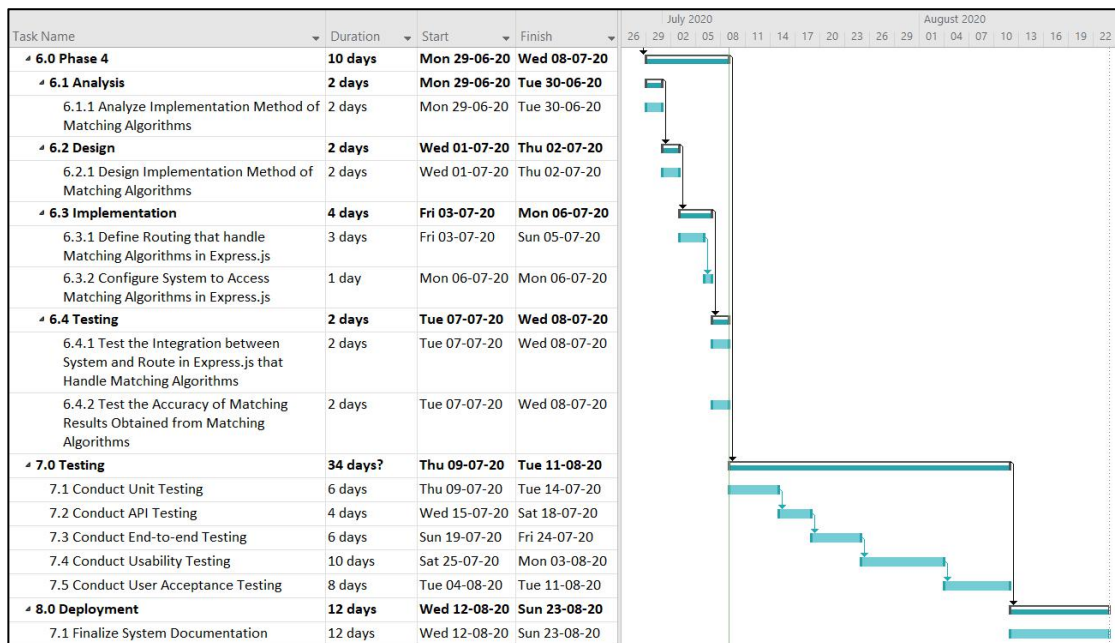 July 2020 August 2020
Task Name Duration Start Finish 26 29 02 05 08 11 14 17 20 23 26 29 01 04 07 10 13 16 19 22
6.0 Phase 4 10 days Mon 29-06-20 Wed 08-07-20
6.1 Analysis 2 days Mon 29-06-20 Tue 30-06-20
6.1.1 Analyze Implementation Method of 2 days Mon 29-06-20 Tue 30-06-20
Matching Algorithms
6.2 Design 2 days Wed 01-07-20 Thu 02-07-20
6.2.1 Design Implementation Method of 2 days Wed 01-07-20 Thu 02-07-20
Matching Algorithms
6.3 Implementation 4 days Fri 03-07-20 Mon 06-07-20
6.3.1 Define Routing that handle 3 days Fri 03-07-20 Sun 05-07-20
Matching Algorithms in Express.js
6.3.2 Configure System to Access 1 day Mon 06-07-20 Mon 06-07-20
Matching Algorithms in Express.js
6.4 Testing 2 days Tue 07-07-20 Wed 08-07-20
6.4.1 Test the Integration between 2 days Tue 07-07-20 Wed 08-07-20
System and Route in Express.js that
Handle Matching Algorithms
6.4.2 Test the Accuracy of Matching 2 days Tue 07-07-20 Wed 08-07-20
Results Obtained from Matching
Algorithms
7.0 Testing 34 days? Thu 09-07-20 Tue 11-08-20
7.1 Conduct Unit Testing 6 days Thu 09-07-20 Tue 14-07-20
7.2 Conduct API Testing 4 days Wed 15-07-20 Sat 18-07-20
7.3 Conduct End-to-end Testing 6 days Sun 19-07-20 Fri 24-07-20
7.4 Conduct Usability Testing 10 days Sat 25-07-20 Mon 03-08-20
7.5 Conduct User Acceptance Testing 8 days Tue 04-08-20 Tue 11-08-20
8.0 Deployment 12 days Wed 12-08-20 Sun 23-08-20
7.1 Finalize System Documentation 12 days Wed 12-08-20 Sun 23-08-20